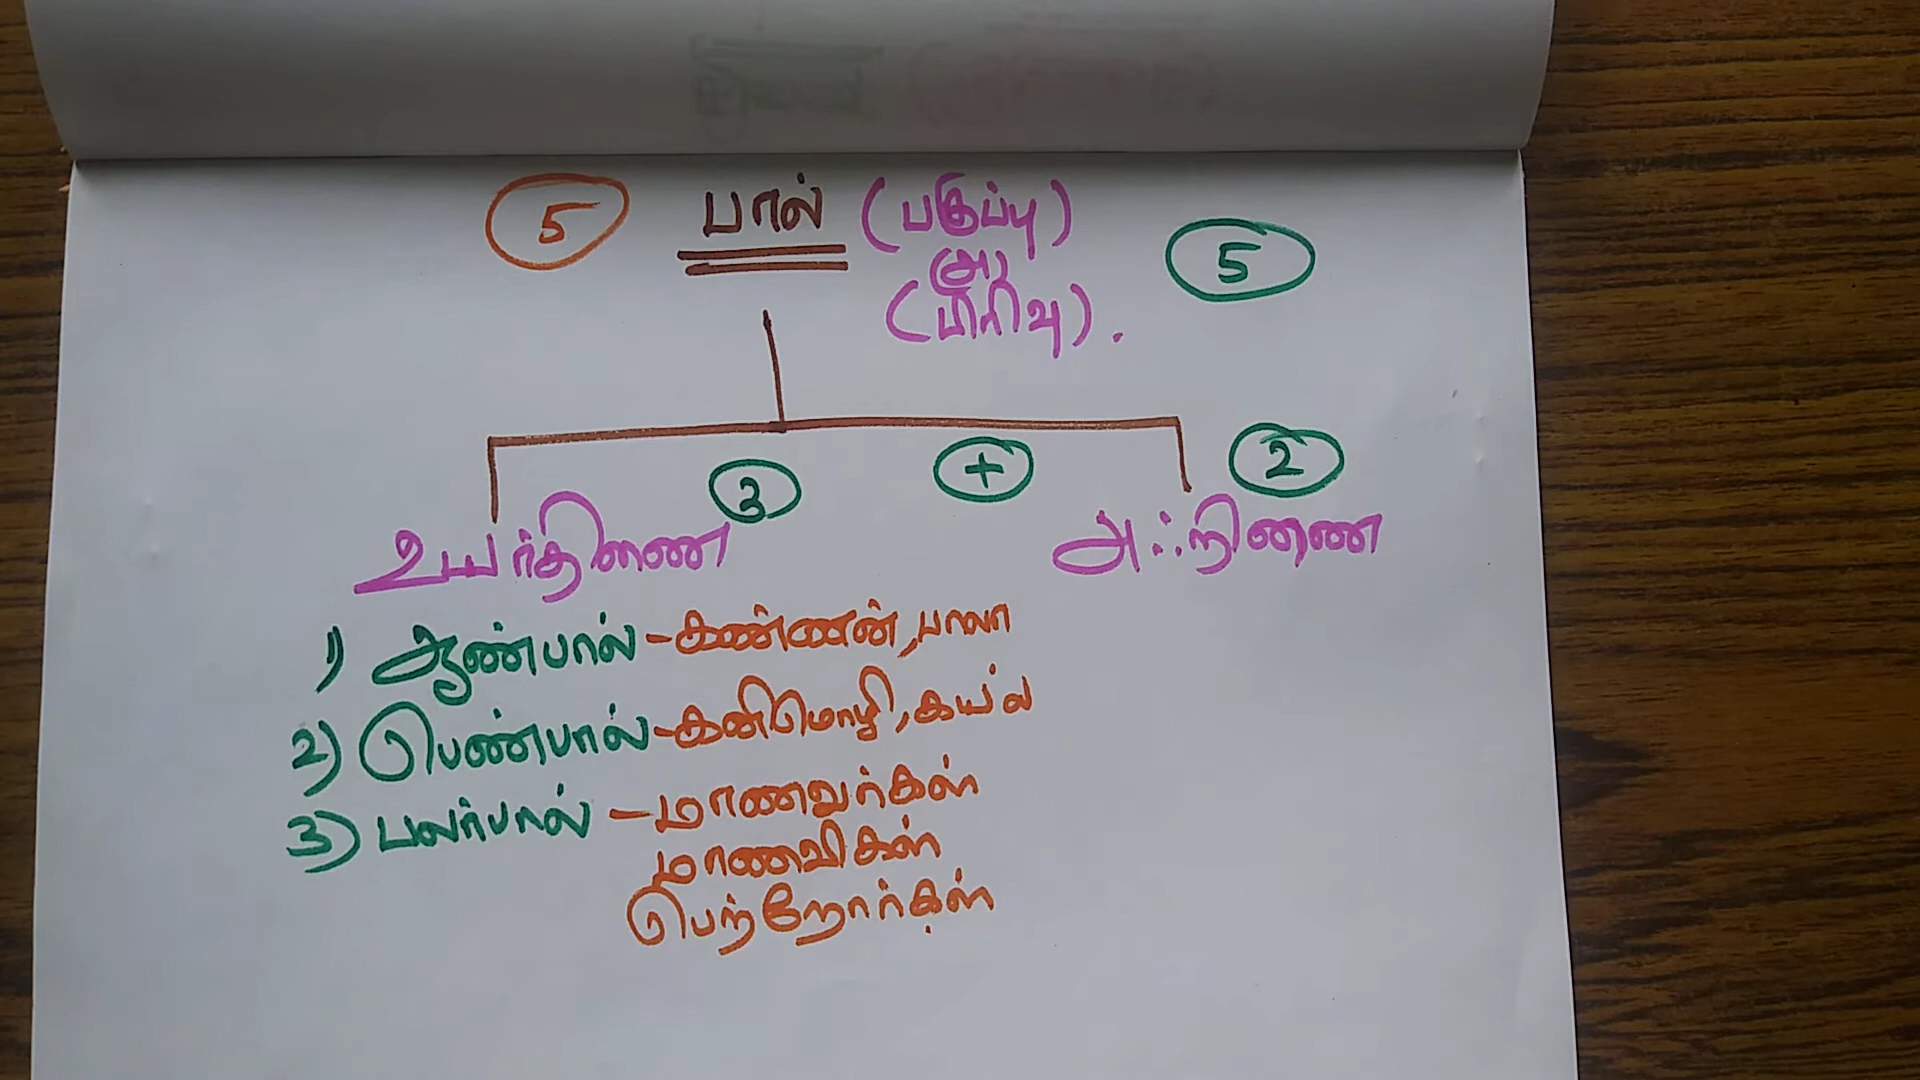 5 பால் (பகுப்பு) 5
(அ)
(பிரிவு).
3 + 2
உயர்திணை அஃறிணை
1) ஆண்பால் - கண்ணன், பாலா
2) பெண்பால் - கனிமொழி, கயல்
3) பலர்பால் - மாணவர்கள்
மாணவிகள்
பெற்றோர்கள்